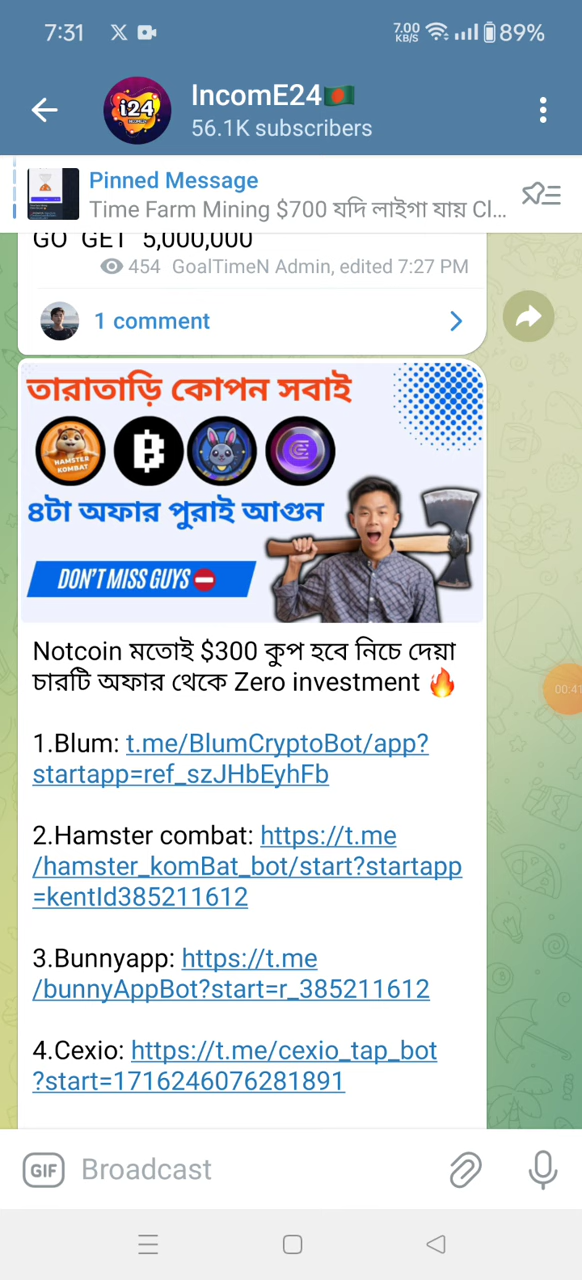 7:31
7.00
KB/S
89%
IncomE24🇧🇩
56.1K subscribers
i24
Pinned Message
Time Farm Mining $700 যদি লাইগা যায় Cl...
GO GET 5,000,000
454 GoalTimeN Admin, edited 7:27 PM
1 comment
তারাতাড়ি কোপন সবাই
HAMSTER
KOMBAT
৪টা অফার পুরাই আগুন
DON'T MISS GUYS⛔
Notcoin মতোই $300 কুপ হবে নিচে দেয়া
চারটি অফার থেকে Zero investment 🔥
1.Blum: t.me/BlumCryptoBot/app?
startapp=ref_szJHbEyhFb
00:41
2.Hamster combat: https://t.me
/hamster_komBat_bot/start?startapp
=kentId385211612
3.Bunnyapp: https://t.me
/bunnyAppBot?start=r_385211612
4.Cexio: https://t.me/cexio_tap_bot
?start=1716246076281891
GIF Broadcast